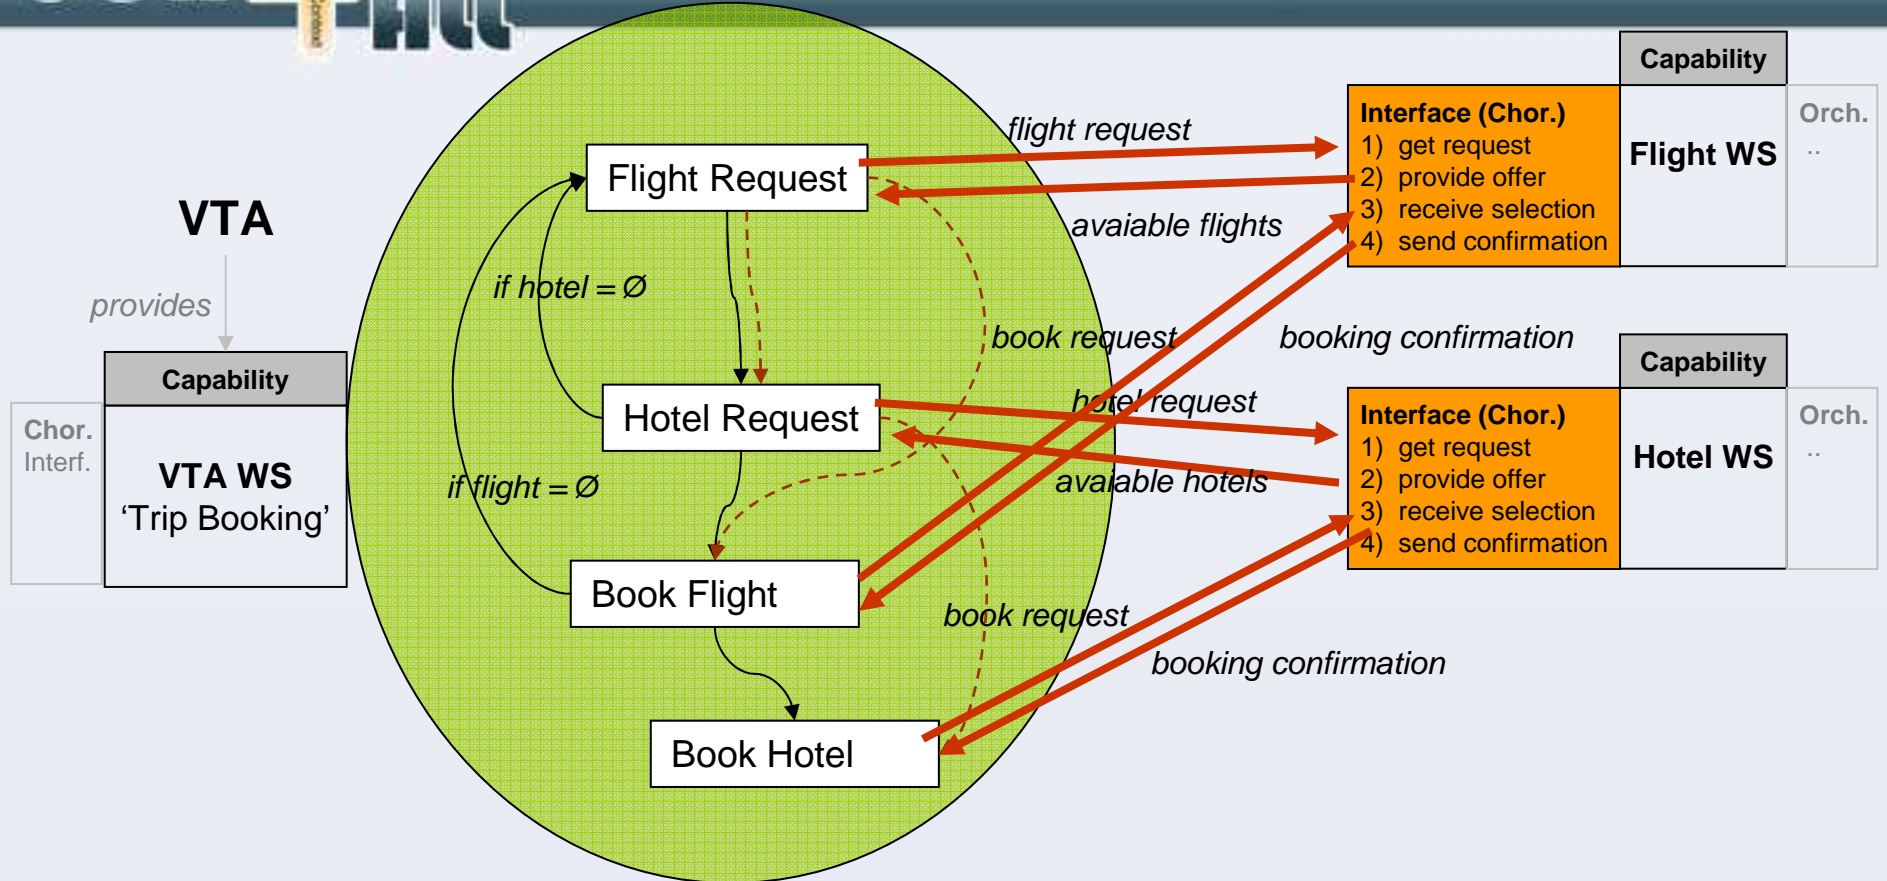 VTA
provides
Capability
Chor.
Interf.
VTA WS
‘Trip Booking’
Flight Request
if hotel = Ø
Hotel Request
if flight = Ø
Book Flight
Book Hotel
flight request
avaiable flights
book request
booking confirmation
hotel request
avaiable hotels
book request
booking confirmation
Capability
Interface (Chor.)
1) get request
2) provide offer
3) receive selection
4) send confirmation
Flight WS
Orch.
..
Capability
Interface (Chor.)
1) get request
2) provide offer
3) receive selection
4) send confirmation
Hotel WS
Orch.
..